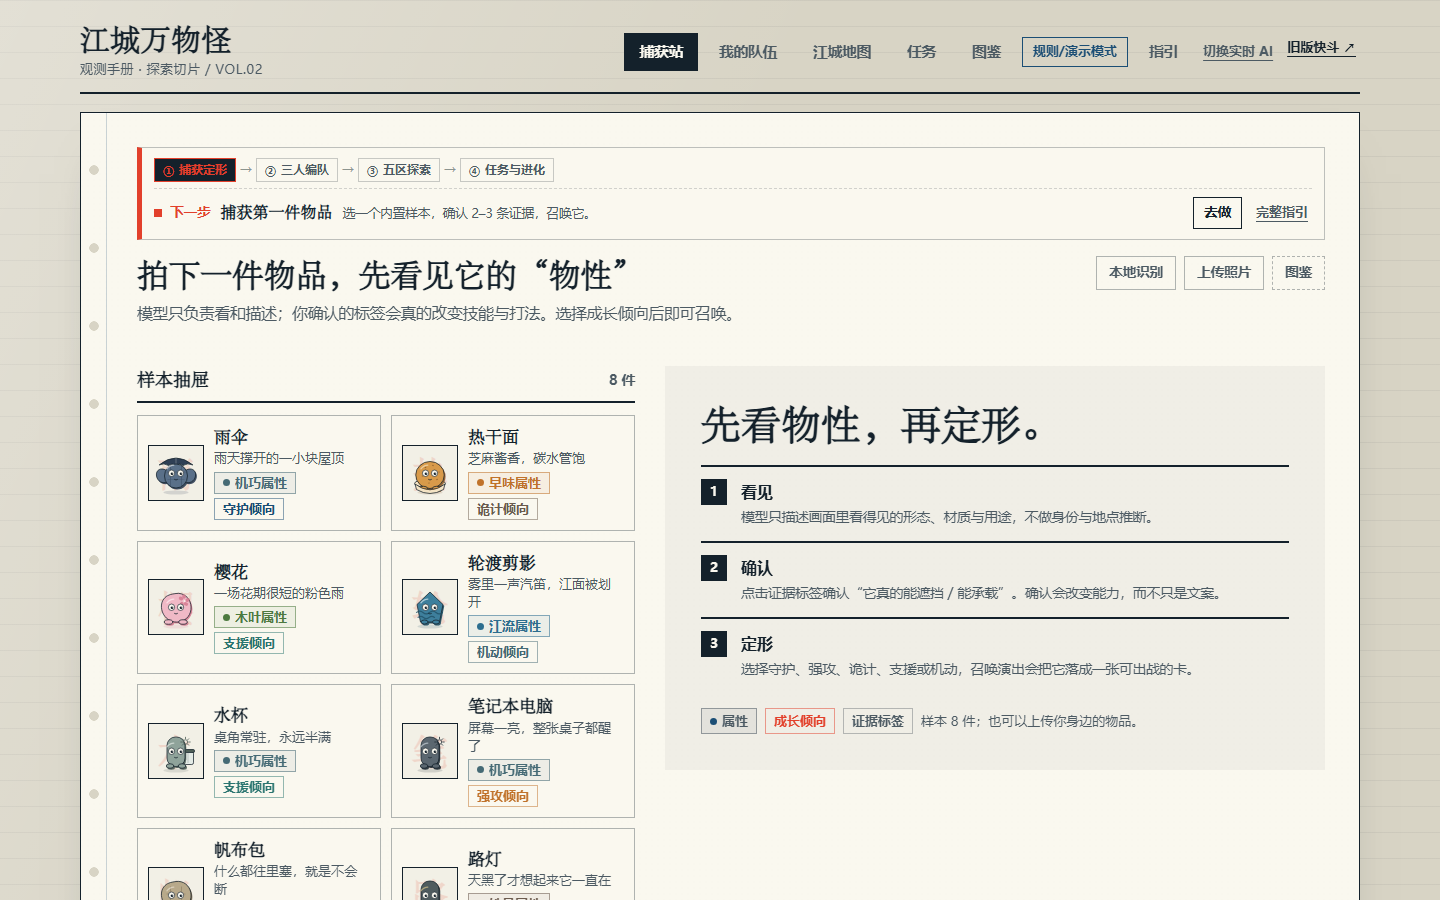 江城万物怪
观测手册 · 探索切片 / VOL.02
捕获站
我的队伍
江城地图
任务
图鉴
规则/演示模式
指引
切换实时 AI
旧版快斗 ↗
① 捕获定形 → ② 三人编队 → ③ 五区探索 → ④ 任务与进化
下一步 捕获第一件物品 选一个内置样本，确认 2–3 条证据，召唤它。
去做
完整指引
拍下一件物品，先看见它的“物性”
模型只负责看和描述；你确认的标签会真的改变技能与打法。选择成长倾向后即可召唤。
本地识别
上传照片
图鉴
样本抽屉
8 件
雨伞
雨天撑开的一小块屋顶
机巧属性
守护倾向
热干面
芝麻酱香，碳水管饱
早味属性
诡计倾向
樱花
一场花期很短的粉色雨
木叶属性
支援倾向
轮渡剪影
雾里一声汽笛，江面被划
开
江流属性
机动倾向
水杯
桌角常驻，永远半满
机巧属性
支援倾向
笔记本电脑
屏幕一亮，整张桌子都醒
了
机巧属性
强攻倾向
帆布包
什么都往里塞，就是不会
断
路灯
天黑了才想起来它一直在
先看物性，再定形。
1 看见
模型只描述画面里看得见的形态、材质与用途，不做身份与地点推断。
2 确认
点击证据标签确认“它真的能遮挡 / 能承载”。确认会改变能力，而不只是文案。
3 定形
选择守护、强攻、诡计、支援或机动，召唤演出会把它落成一张可出战的卡。
属性 成长倾向 证据标签 样本 8 件；也可以上传你身边的物品。